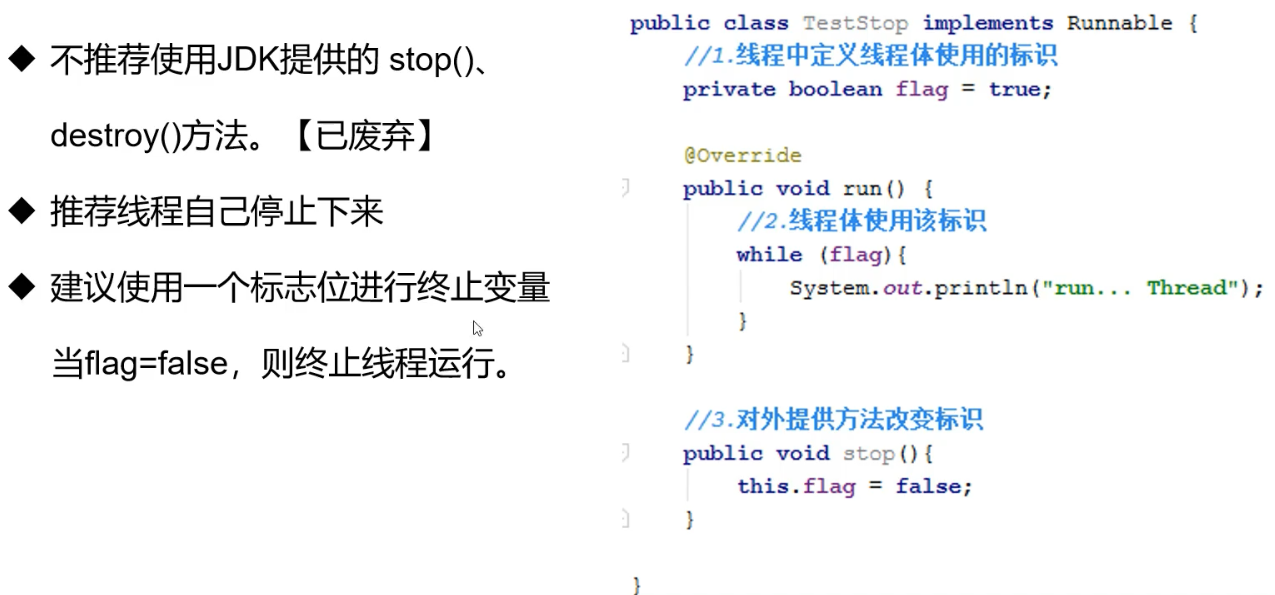 ◆ 不推荐使用JDK提供的 stop()、
destroy()方法。【已废弃】
◆ 推荐线程自己停止下来
◆ 建议使用一个标志位进行终止变量
当flag=false，则终止线程运行。
public class TestStop implements Runnable {
//1.线程中定义线程体使用的标识
private boolean flag = true;
@Override
public void run() {
//2.线程体使用该标识
while (flag){
System.out.println("run... Thread");
}
}
//3.对外提供方法改变标识
public void stop(){
this.flag = false;
}
}